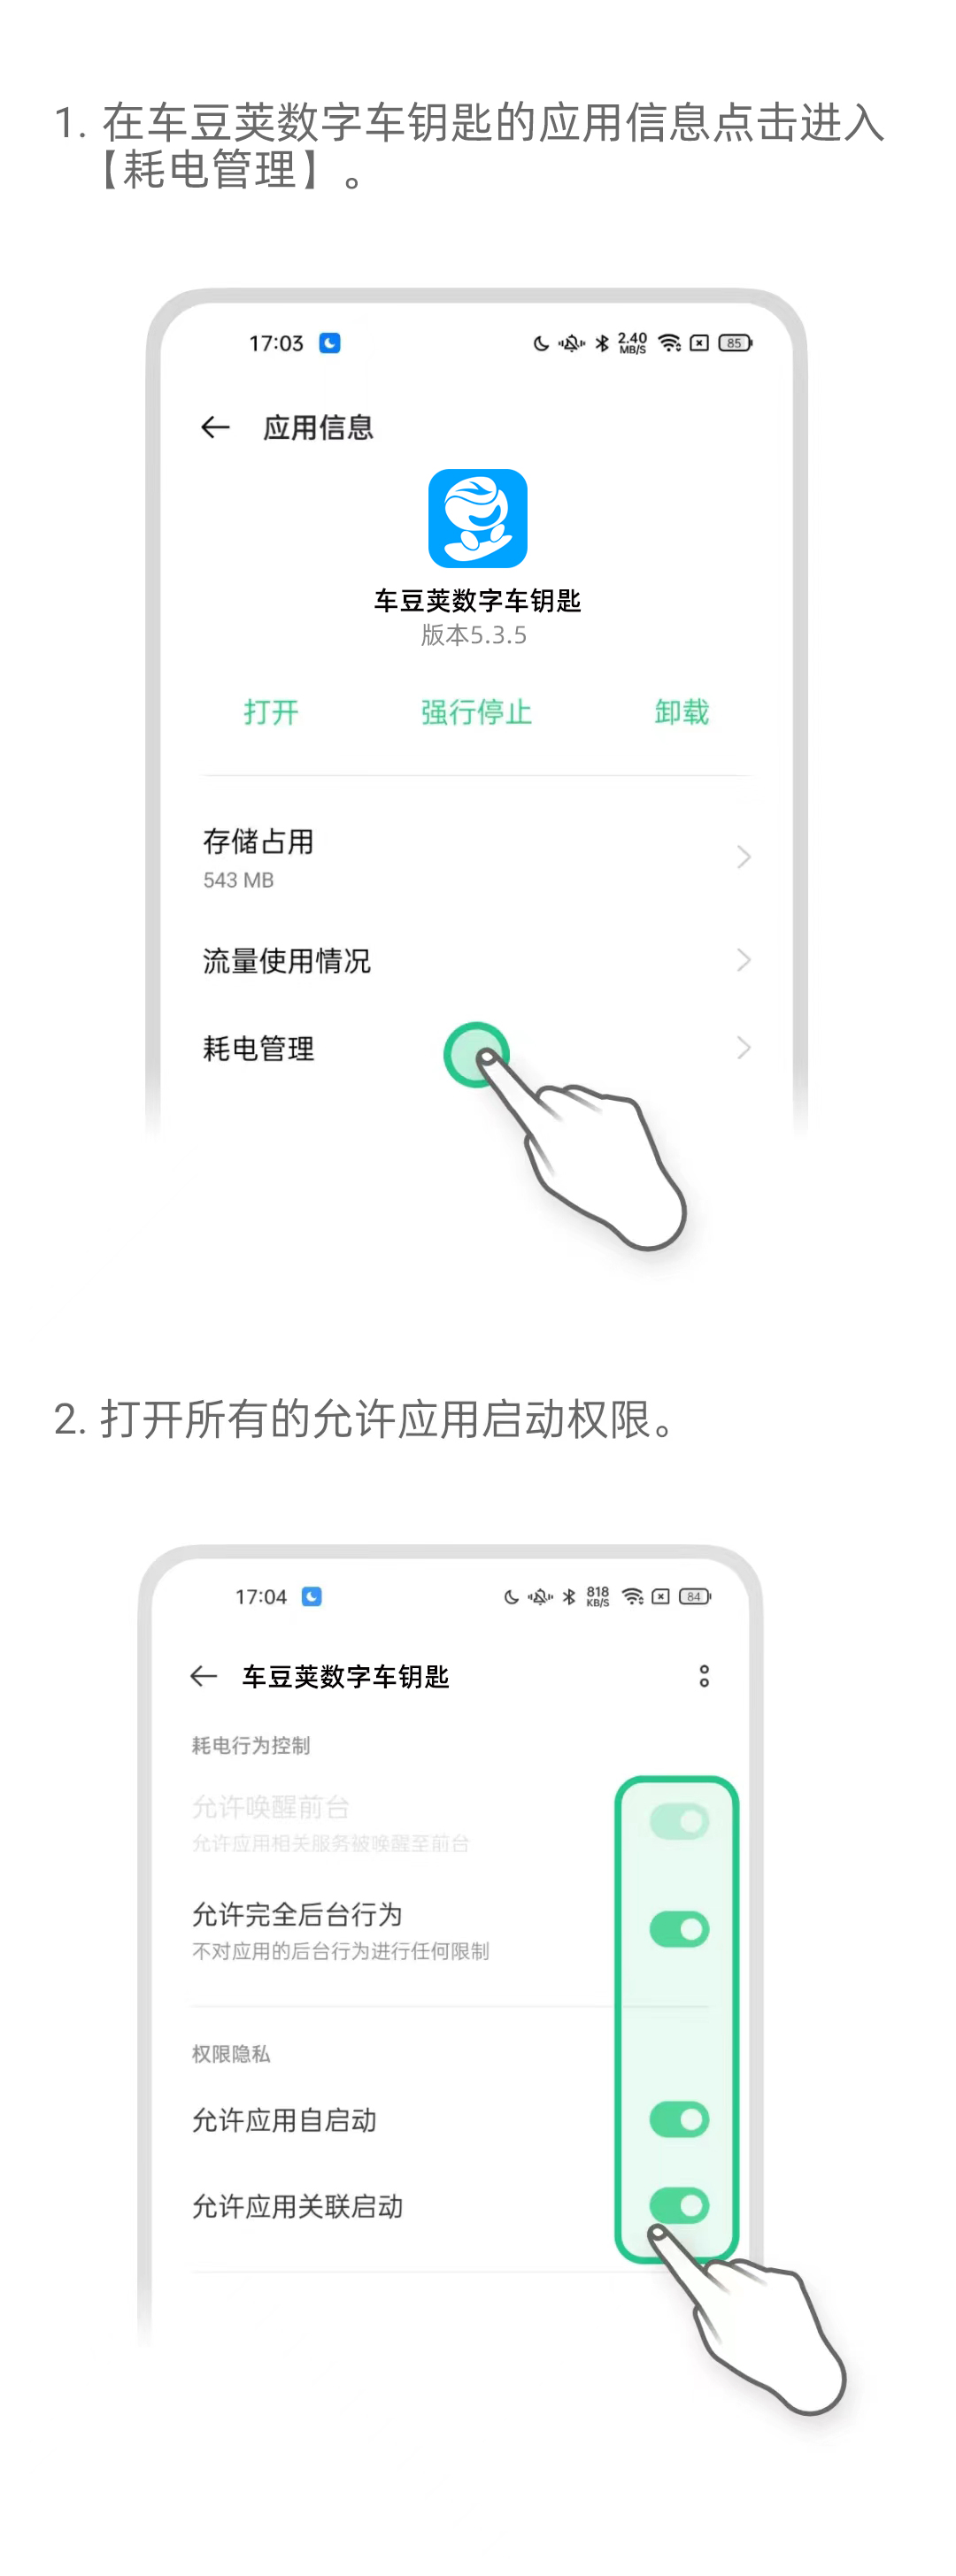 1. 在车豆荚数字车钥匙的应用信息点击进入
【耗电管理】。
17:03
2.40
MB/S
85
应用信息
车豆荚数字车钥匙
版本5.3.5
打开 强行停止 卸载
存储占用
543 MB
流量使用情况
耗电管理
2. 打开所有的允许应用启动权限。
17:04
818
KB/S
84
车豆荚数字车钥匙
耗电行为控制
允许唤醒前台
允许应用相关服务被唤醒至前台
允许完全后台行为
不对应用的后台行为进行任何限制
权限隐私
允许应用自启动
允许应用关联启动